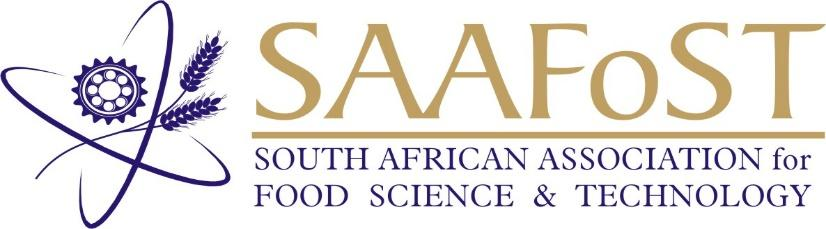 SAAFoST
SOUTH AFRICAN ASSOCIATION for
FOOD SCIENCE & TECHNOLOGY